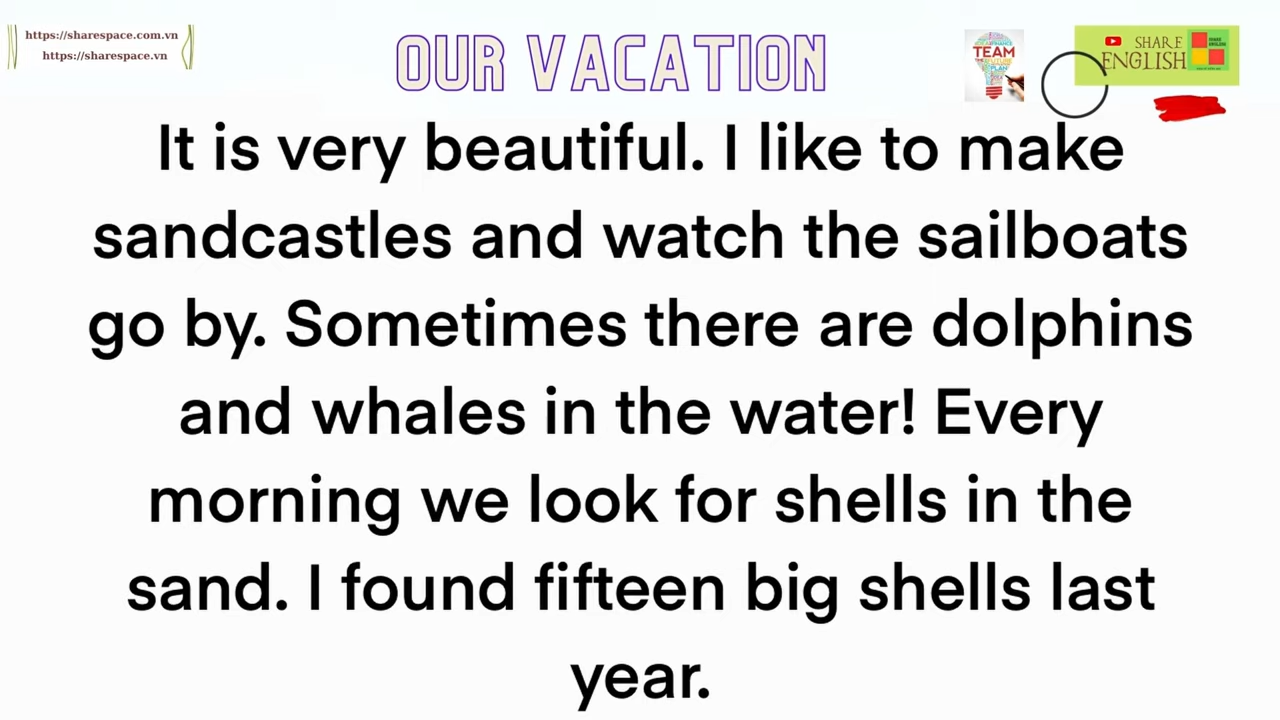 https://sharespace.com.vn
https://sharespace.vn
OUR VACATION
TEAM
PLAN
SHARE
ENGLISH
It is very beautiful. I like to make
sandcastles and watch the sailboats
go by. Sometimes there are dolphins
and whales in the water! Every
morning we look for shells in the
sand. I found fifteen big shells last
year.